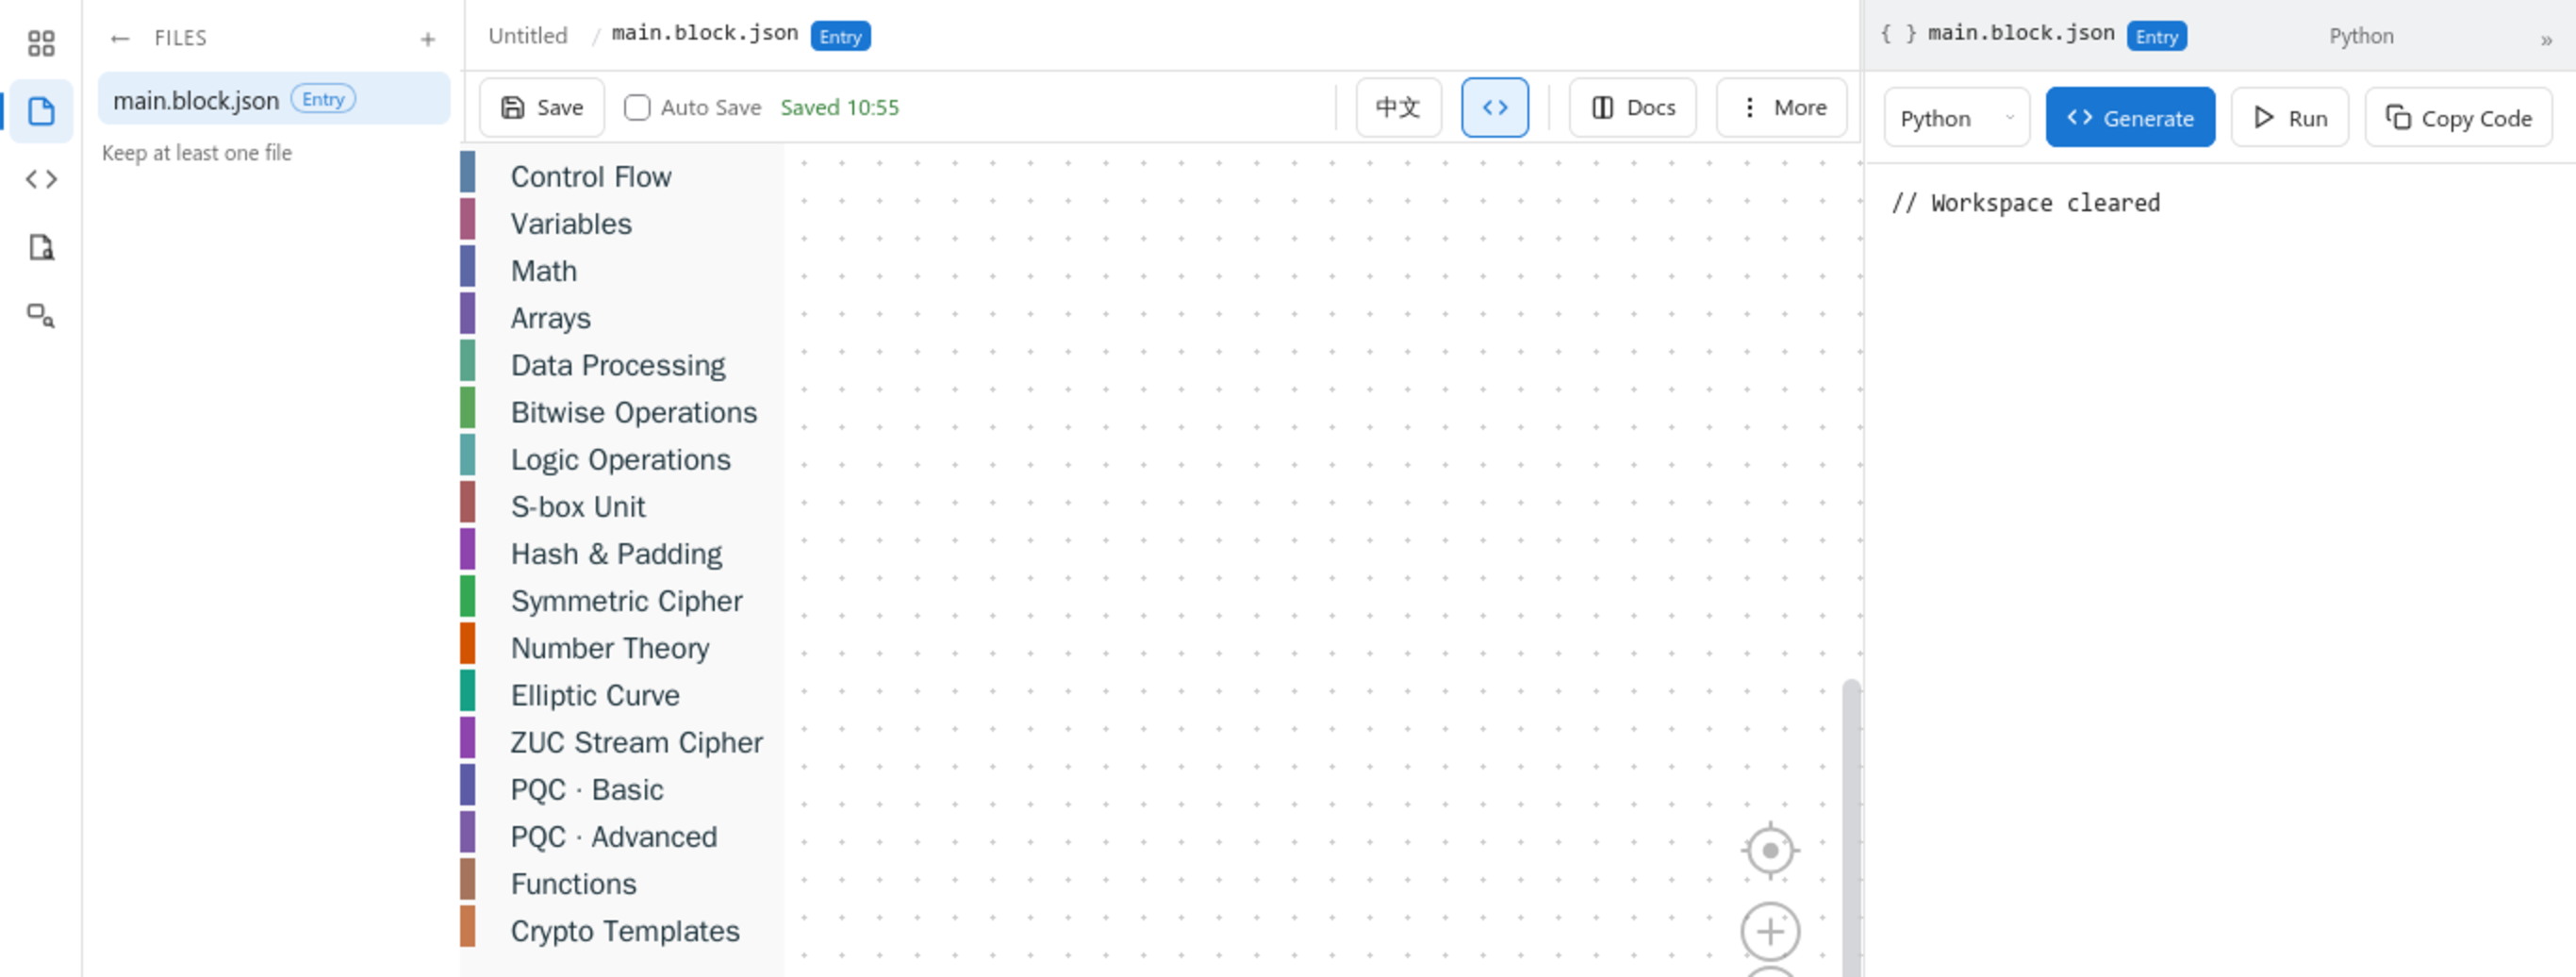 FILES
main.block.json Entry
Keep at least one file
Untitled / main.block.json Entry
Save Auto Save Saved 10:55 中文 <> Docs More
Control Flow
Variables
Math
Arrays
Data Processing
Bitwise Operations
Logic Operations
S-box Unit
Hash & Padding
Symmetric Cipher
Number Theory
Elliptic Curve
ZUC Stream Cipher
PQC · Basic
PQC · Advanced
Functions
Crypto Templates
{ } main.block.json Entry Python »
Python <> Generate Run Copy Code
// Workspace cleared